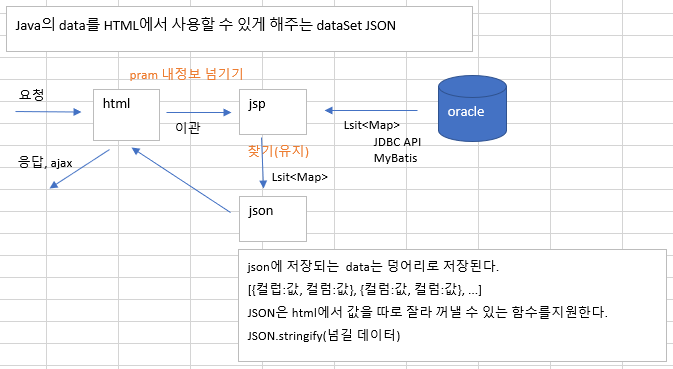 Java의 data를 HTML에서 사용할 수 있게 해주는 dataSet JSON
pram 내정보 넘기기
요청
html
jsp
oracle
이관
Lsit<Map>
JDBC API
MyBatis
찾기(유지)
응답, ajax
Lsit<Map>
json
json에 저장되는 data는 덩어리로 저장된다.
[{컬럽:값, 컬럼:값}, {컬럼:값, 컬럼:값}, ...]
JSON은 html에서 값을 따로 잘라 꺼낼 수 있는 함수를지원한다.
JSON.stringify(넘길 데이터)